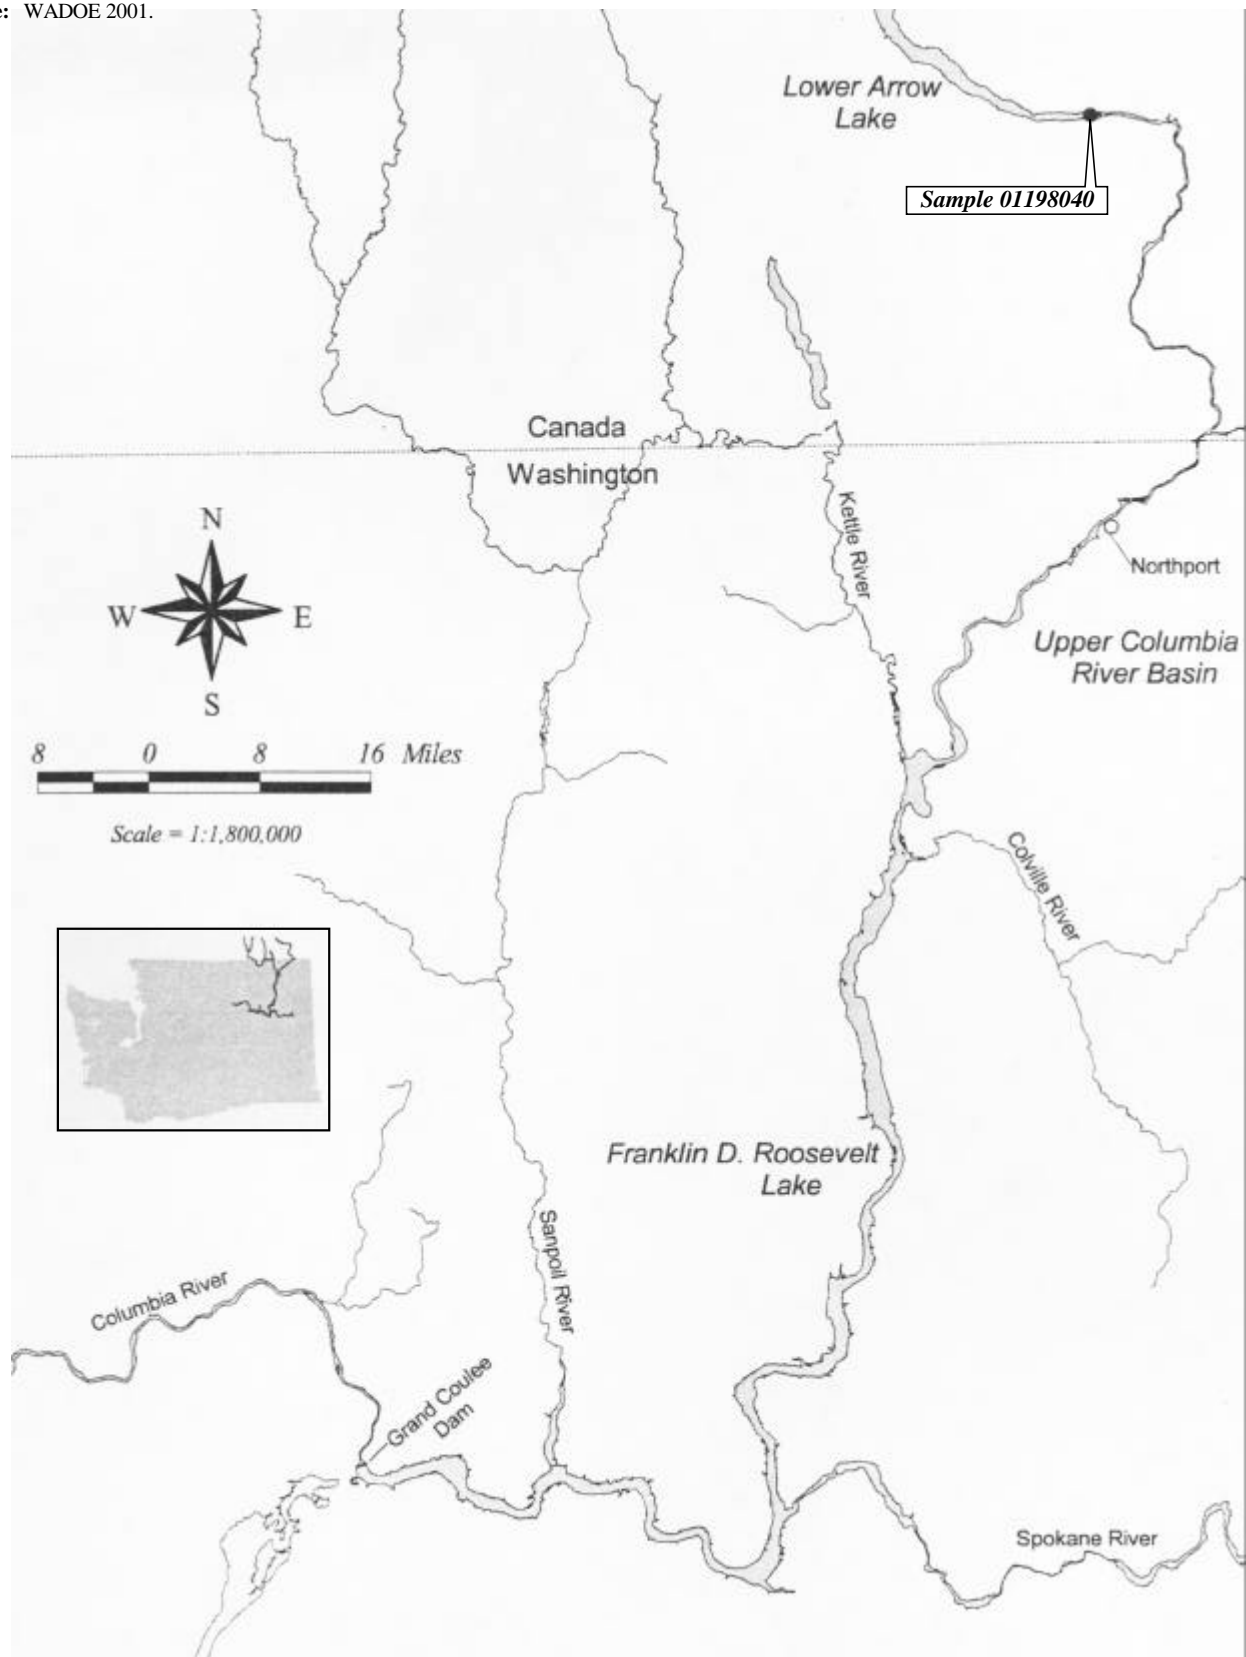 e: WADOE 2001.
Lower Arrow
Lake
Sample 01198040
Canada
Washington
Kettle River
Northport
Upper Columbia
River Basin
N
W E
S
8 0 8 16 Miles
Scale = 1:1,800,000
Colville River
Franklin D. Roosevelt
Lake
Sanpoil River
Columbia River
Grand Coulee
Dam
Spokane River